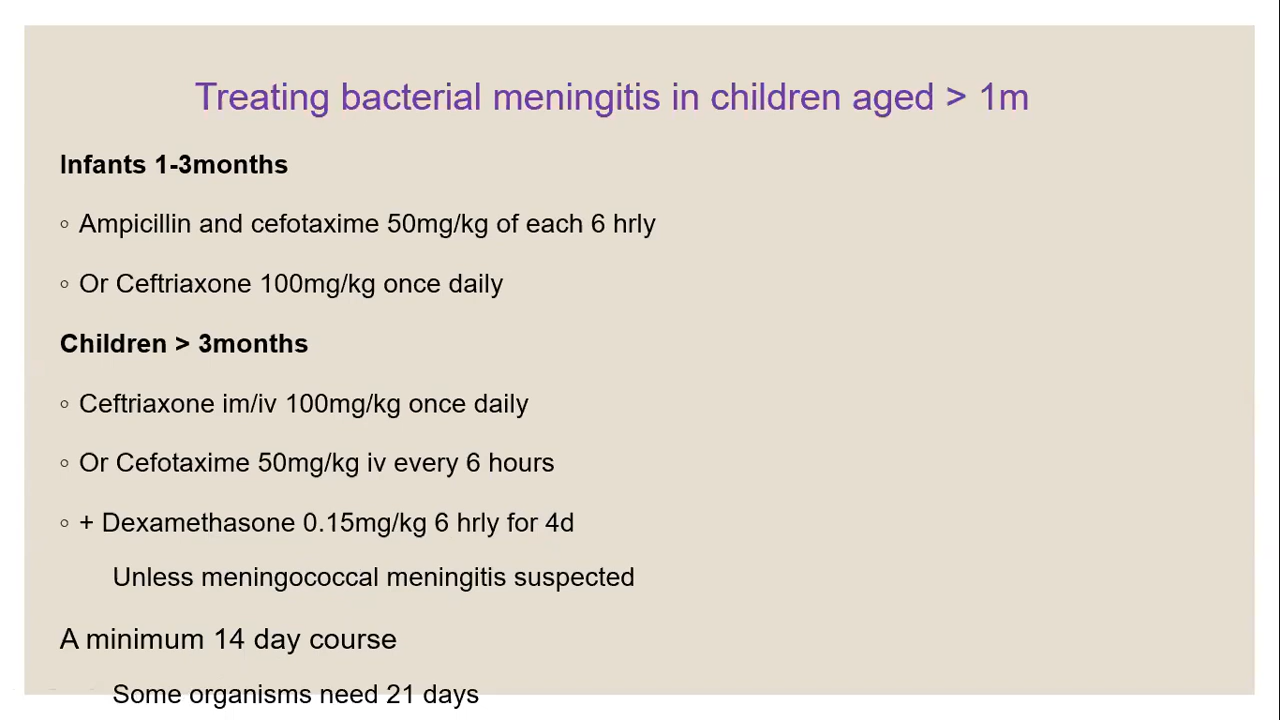 Treating bacterial meningitis in children aged > 1m
Infants 1-3months
◦ Ampicillin and cefotaxime 50mg/kg of each 6 hrly
◦ Or Ceftriaxone 100mg/kg once daily
Children > 3months
◦ Ceftriaxone im/iv 100mg/kg once daily
◦ Or Cefotaxime 50mg/kg iv every 6 hours
◦ + Dexamethasone 0.15mg/kg 6 hrly for 4d
Unless meningococcal meningitis suspected
A minimum 14 day course
Some organisms need 21 days